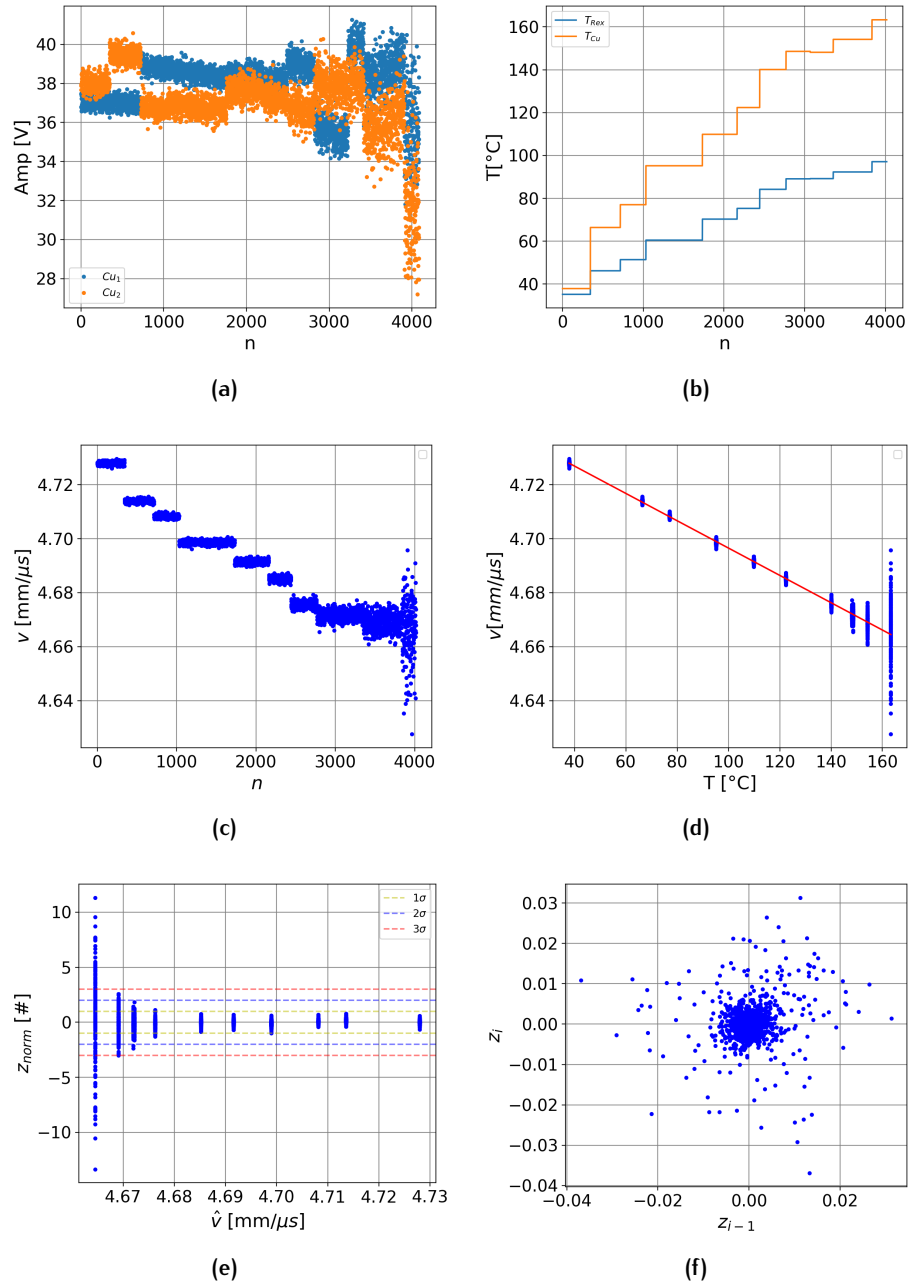 40
38
36
34
32
30
28
Amp [V]
Cu₁
Cu₂
0
1000
2000
3000
4000
n
(a)
160
140
120
100
80
60
40
T[°C]
T_Rex
T_Cu
0
1000
2000
3000
4000
n
(b)
4.72
4.70
4.68
4.66
4.64
v [mm/μs]
0
1000
2000
3000
4000
n
(c)
4.72
4.70
4.68
4.66
4.64
v[mm/μs]
40
60
80
100
120
140
160
T [°C]
(d)
10
5
0
−5
−10
z_norm [#]
1σ
2σ
3σ
4.67
4.68
4.69
4.70
4.71
4.72
4.73
v̂ [mm/μs]
(e)
0.03
0.02
0.01
0.00
−0.01
−0.02
−0.03
−0.04
z_i
−0.04
−0.02
0.00
0.02
z_{i−1}
(f)